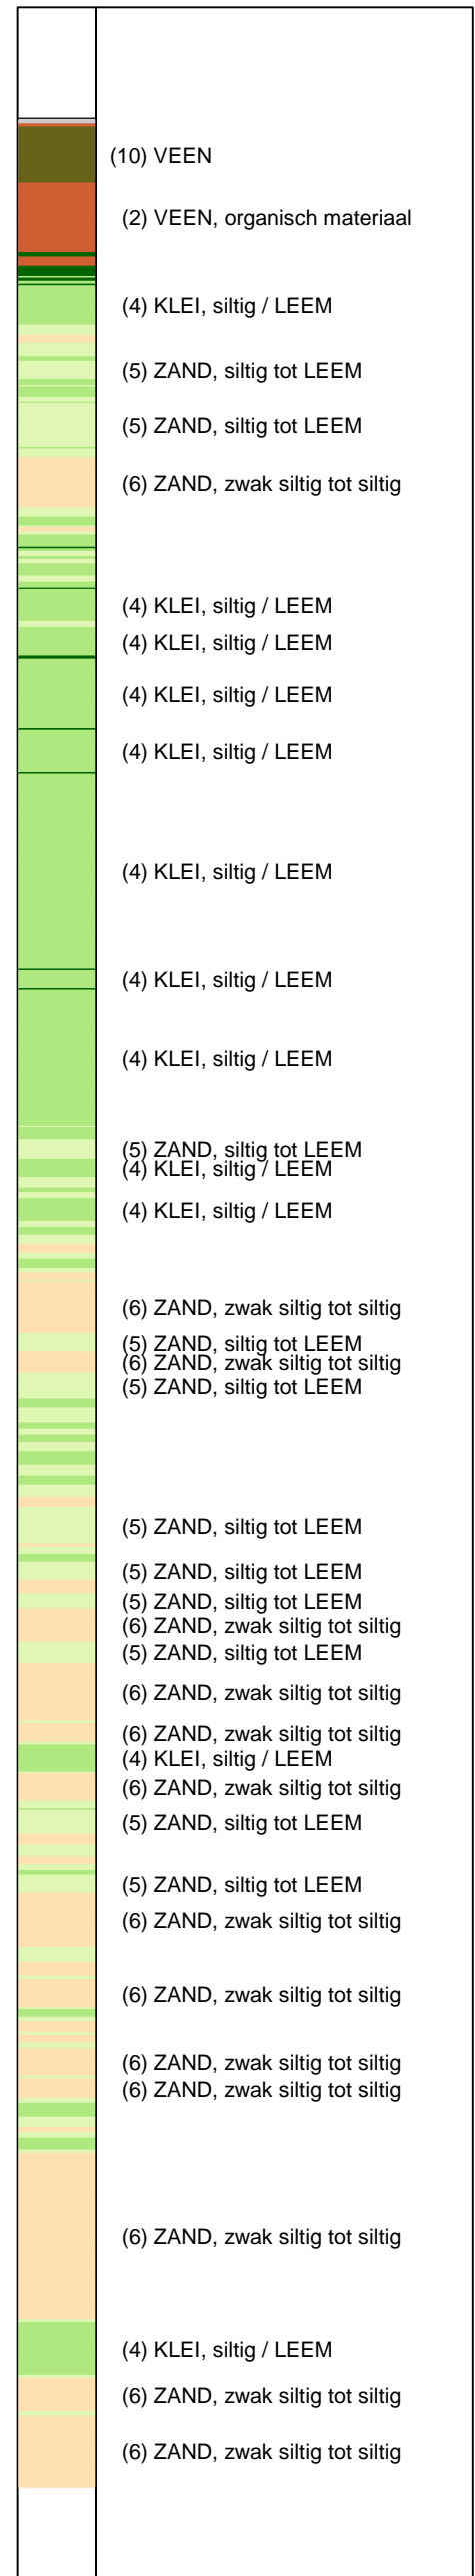 (10) VEEN
(2) VEEN, organisch materiaal
(4) KLEI, siltig / LEEM
(5) ZAND, siltig tot LEEM
(5) ZAND, siltig tot LEEM
(6) ZAND, zwak siltig tot siltig
(4) KLEI, siltig / LEEM
(4) KLEI, siltig / LEEM
(4) KLEI, siltig / LEEM
(4) KLEI, siltig / LEEM
(4) KLEI, siltig / LEEM
(4) KLEI, siltig / LEEM
(4) KLEI, siltig / LEEM
(5) ZAND, siltig tot LEEM
(4) KLEI, siltig / LEEM
(4) KLEI, siltig / LEEM
(6) ZAND, zwak siltig tot siltig
(5) ZAND, siltig tot LEEM
(6) ZAND, zwak siltig tot siltig
(5) ZAND, siltig tot LEEM
(5) ZAND, siltig tot LEEM
(5) ZAND, siltig tot LEEM
(5) ZAND, siltig tot LEEM
(6) ZAND, zwak siltig tot siltig
(5) ZAND, siltig tot LEEM
(6) ZAND, zwak siltig tot siltig
(6) ZAND, zwak siltig tot siltig
(4) KLEI, siltig / LEEM
(6) ZAND, zwak siltig tot siltig
(5) ZAND, siltig tot LEEM
(5) ZAND, siltig tot LEEM
(6) ZAND, zwak siltig tot siltig
(6) ZAND, zwak siltig tot siltig
(6) ZAND, zwak siltig tot siltig
(6) ZAND, zwak siltig tot siltig
(6) ZAND, zwak siltig tot siltig
(4) KLEI, siltig / LEEM
(6) ZAND, zwak siltig tot siltig
(6) ZAND, zwak siltig tot siltig